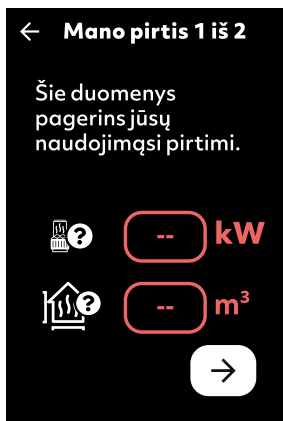 Mano pirtis 1 iš 2
Šie duomenys
pagerins jūsų
naudojimąsi pirtimi.
? -- kW
? -- m³